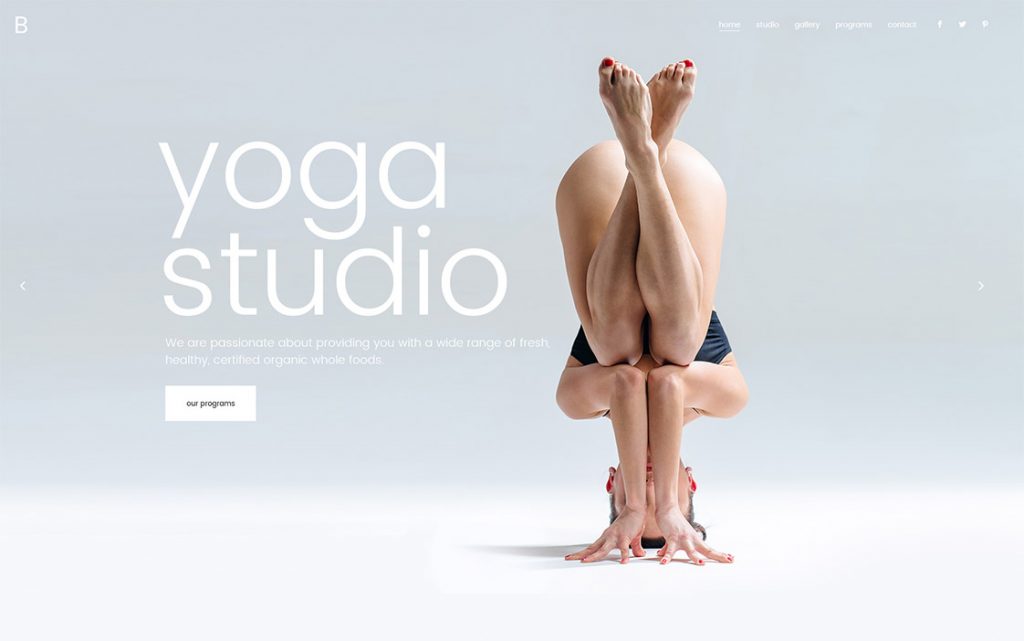 B
home studio gallery programs contact
yoga
studio
We are passionate about providing you with a wide range of fresh,
healthy, certified organic whole foods.
our programs